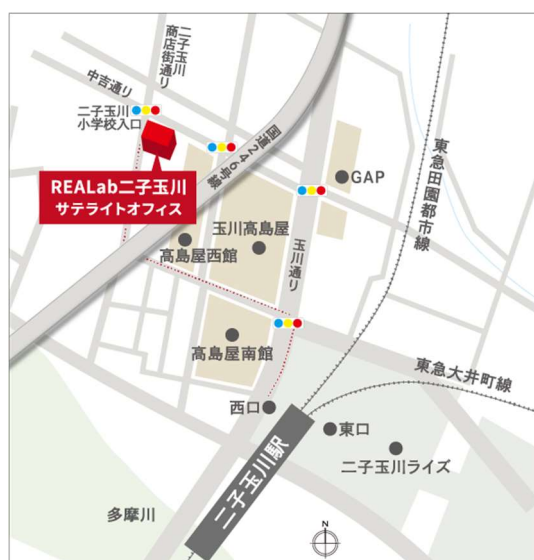 二子玉川
商店街通り
中吉通り
二子玉川
小学校入口
国道246号線
REALab二子玉川
サテライトオフィス
GAP
東急田園都市線
玉川髙島屋
髙島屋西館
玉川通り
髙島屋南館
東急大井町線
西口
東口
二子玉川ライズ
二子玉川駅
多摩川
N